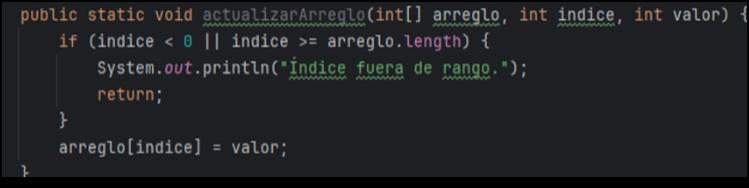 public static void actualizarArreglo(int[] arreglo, int indice, int valor) {
if (indice < 0 || indice >= arreglo.length) {
System.out.println("Índice fuera de rango.");
return;
}
arreglo[indice] = valor;
}